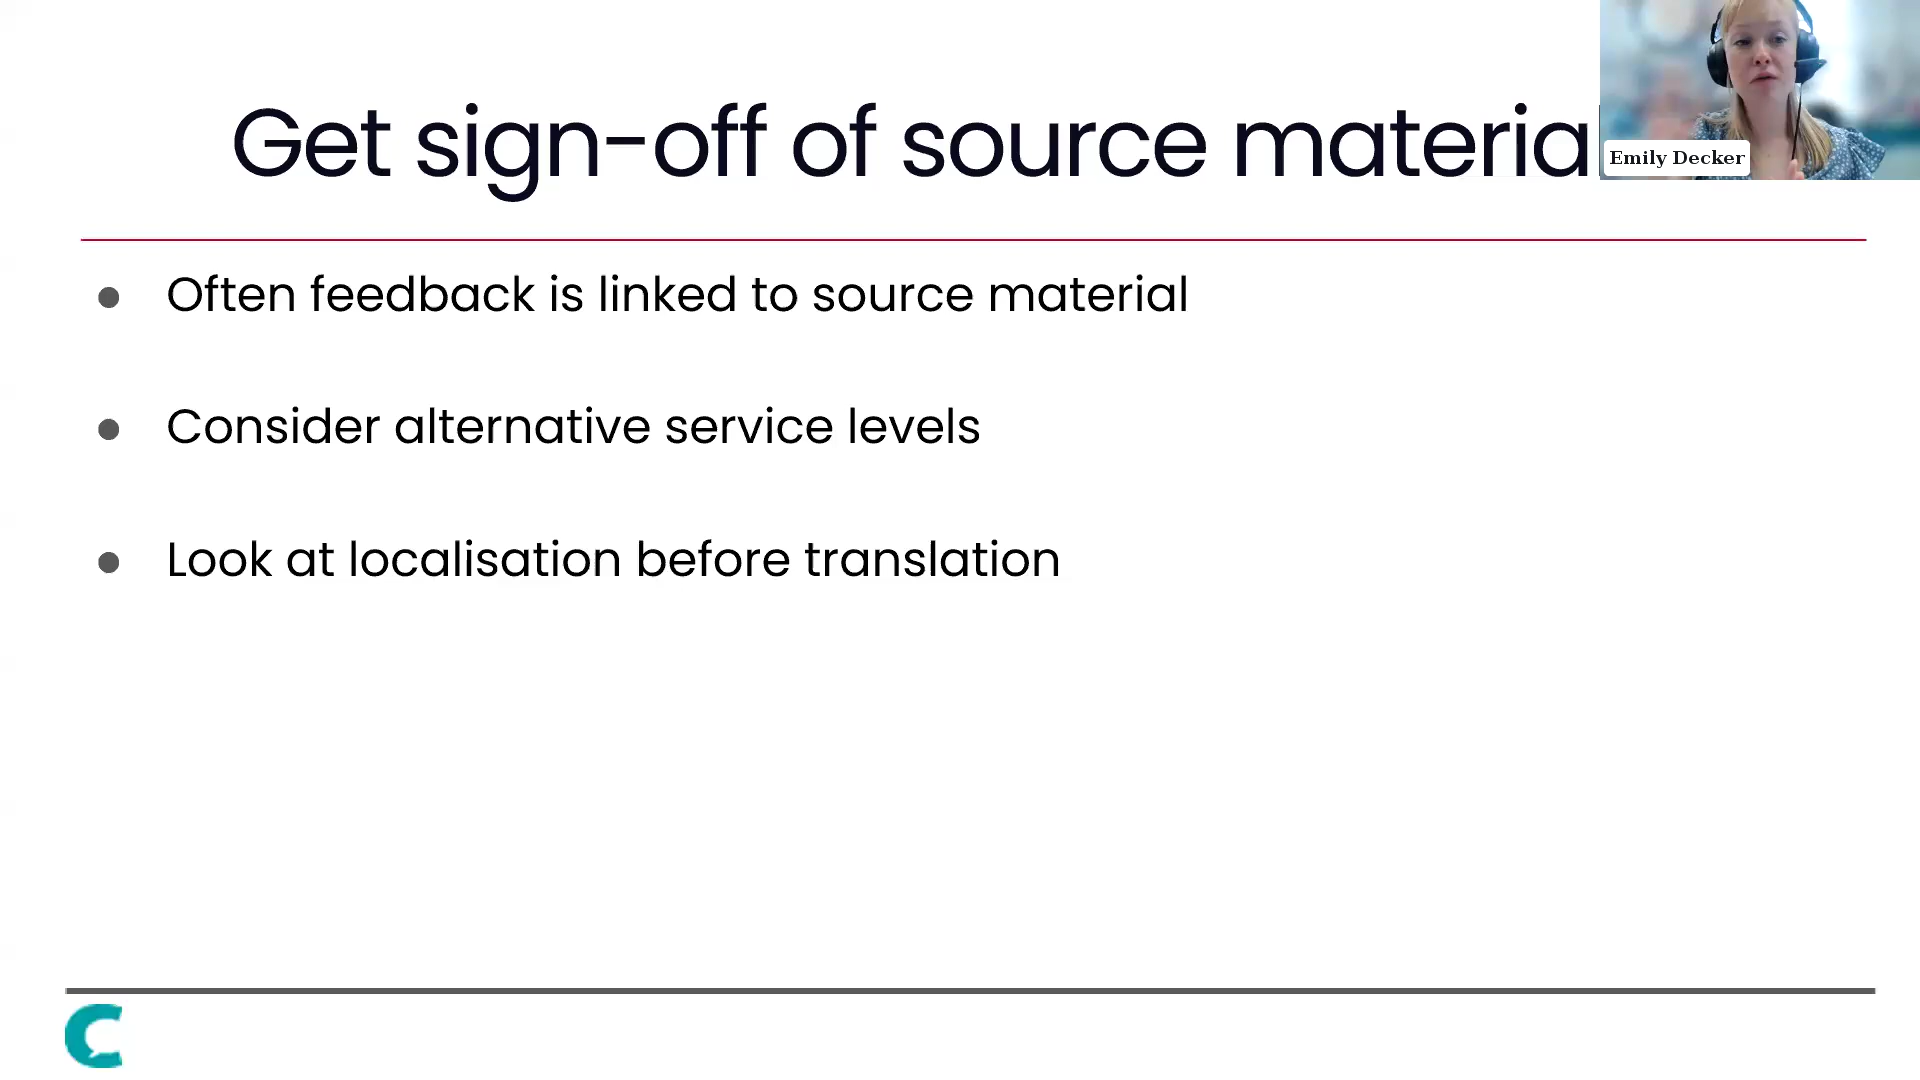 Get sign-off of source material
Emily Decker
Often feedback is linked to source material
Consider alternative service levels
Look at localisation before translation